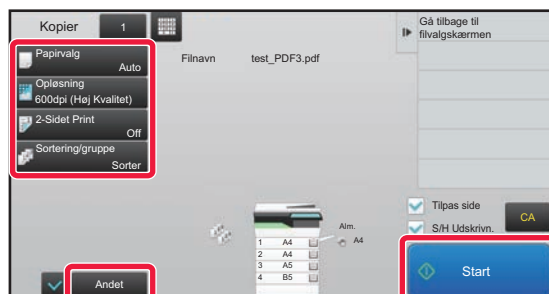 Kopier 1
Papirvalg
Auto
Opløsning
600dpi (Høj Kvalitet)
2-Sidet Print
Off
Sortering/gruppe
Sorter
Andet
Filnavn test_PDF3.pdf
1 A4
2 A4
3 A5
4 B5
Alm.
A4
Gå tilbage til
filvalgskærmen
Tilpas side
S/H Udskrivn.
CA
Start